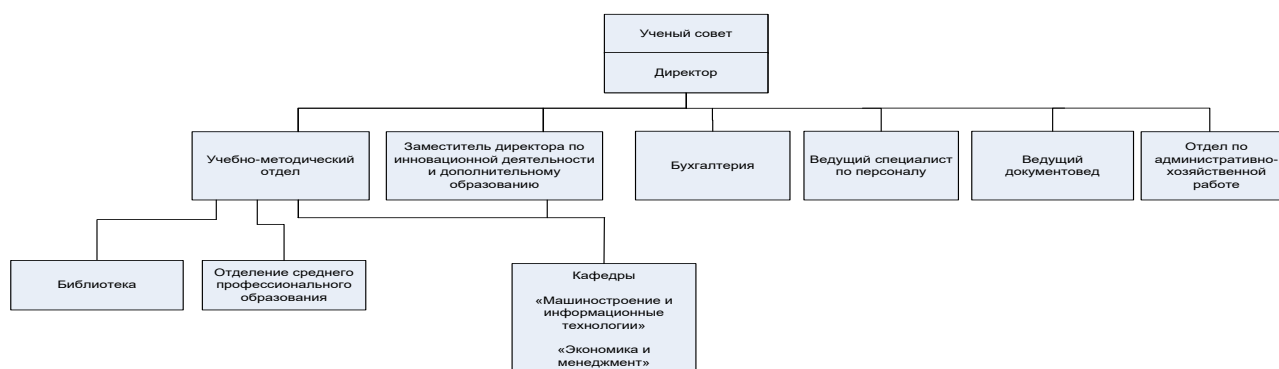 Ученый совет
Директор
Учебно-методический
отдел
Заместитель директора по
инновационной деятельности
и дополнительному
образованию
Бухгалтерия
Ведущий специалист
по персоналу
Ведущий
документовед
Отдел по
административно-
хозяйственной
работе
Библиотека
Отделение среднего
профессионального
образования
Кафедры
«Машиностроение и
информационные
технологии»
«Экономика и
менеджмент»